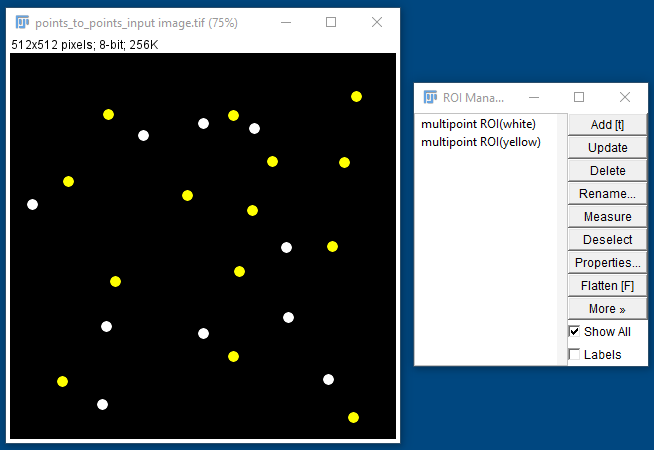 points_to_points_input image.tif (75%)
512x512 pixels; 8-bit; 256K
ROI Mana...
multipoint ROI(white)
multipoint ROI(yellow)
Add [t]
Update
Delete
Rename...
Measure
Deselect
Properties...
Flatten [F]
More »
Show All
Labels